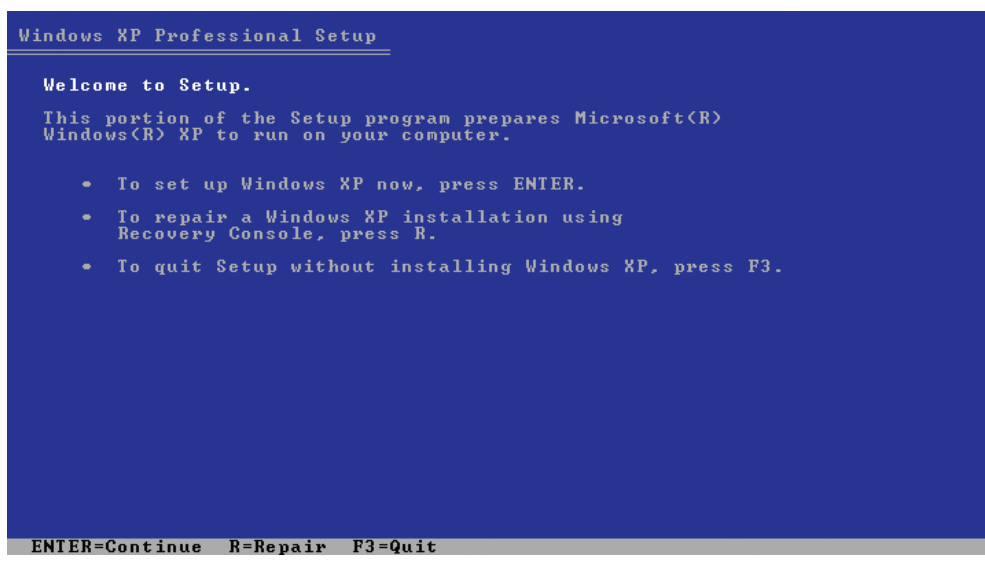 Windows XP Professional Setup
Welcome to Setup.
This portion of the Setup program prepares Microsoft(R)
Windows(R) XP to run on your computer.
• To set up Windows XP now, press ENTER.
• To repair a Windows XP installation using
Recovery Console, press R.
• To quit Setup without installing Windows XP, press F3.
ENTER=Continue R=Repair F3=Quit